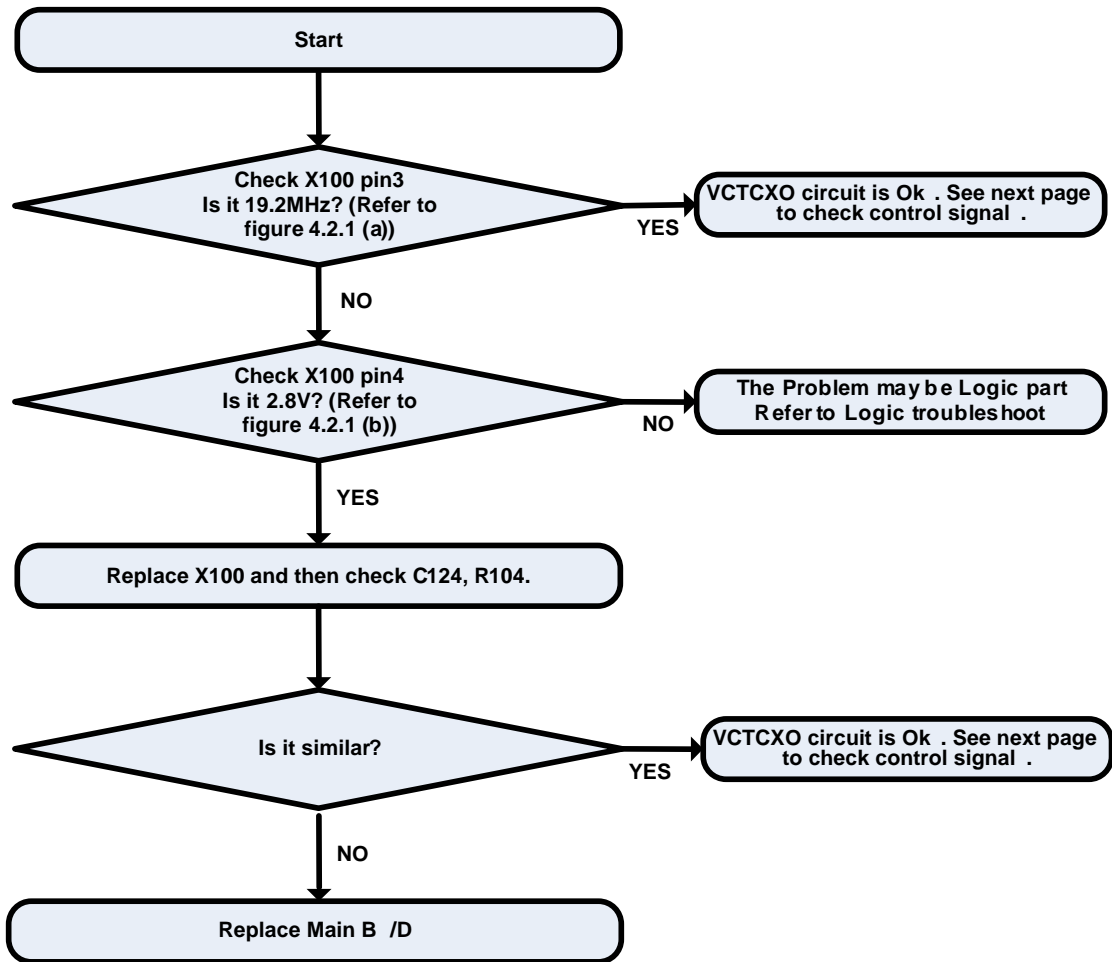 Start
Check X100 pin3
Is it 19.2MHz? (Refer to
figure 4.2.1 (a))
YES
VCTCXO circuit is Ok . See next page
to check control signal .
NO
Check X100 pin4
Is it 2.8V? (Refer to
figure 4.2.1 (b))
NO
The Problem may be Logic part
Refer to Logic troubleshoot
YES
Replace X100 and then check C124, R104.
Is it similar?
YES
VCTCXO circuit is Ok . See next page
to check control signal .
NO
Replace Main B /D